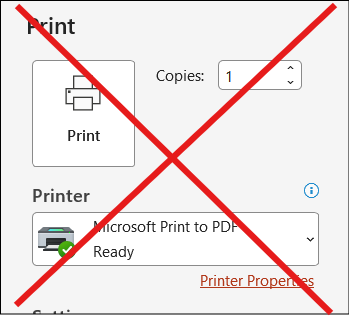 Print
Copies: 1
Print
Printer
Microsoft Print to PDF
Ready
Printer Properties